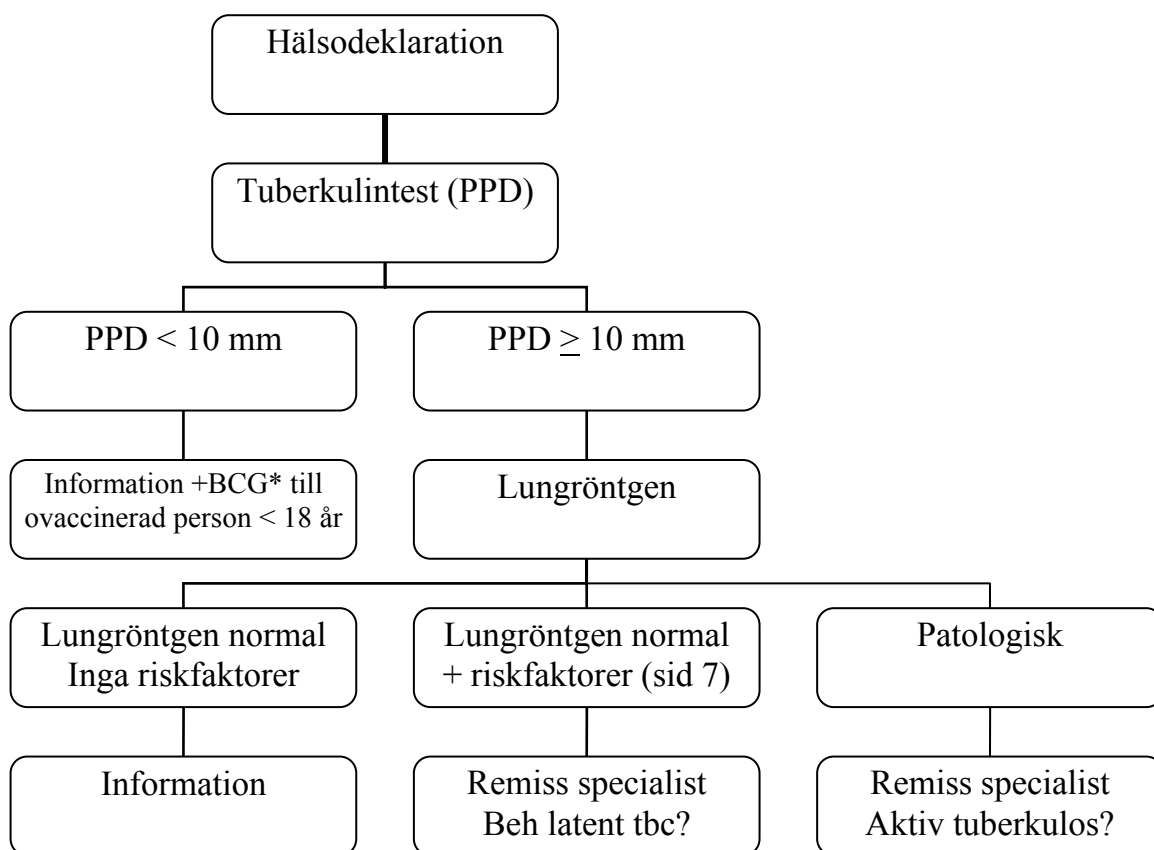 Hälsodeklaration
Tuberkulintest (PPD)
PPD < 10 mm
PPD ≥ 10 mm
Information +BCG* till
ovaccinerad person < 18 år
Lungröntgen
Lungröntgen normal
Inga riskfaktorer
Lungröntgen normal
+ riskfaktorer (sid 7)
Patologisk
Information
Remiss specialist
Beh latent tbc?
Remiss specialist
Aktiv tuberkulos?